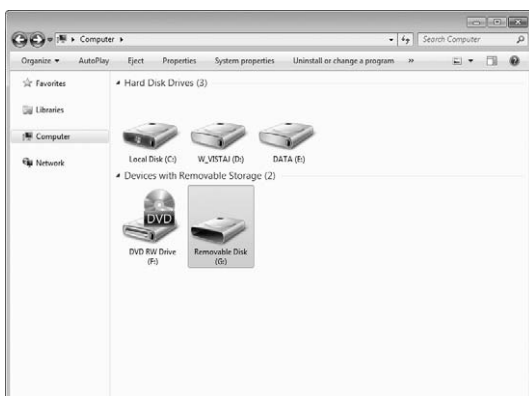 Computer
Search Computer
Organize
AutoPlay
Eject
Properties
System properties
Uninstall or change a program
»
Favorites
Libraries
Computer
Network
Hard Disk Drives (3)
Local Disk (C:)
W_VISTAJ (D:)
DATA (E:)
Devices with Removable Storage (2)
DVD
DVD RW Drive
(F:)
Removable Disk
(G:)